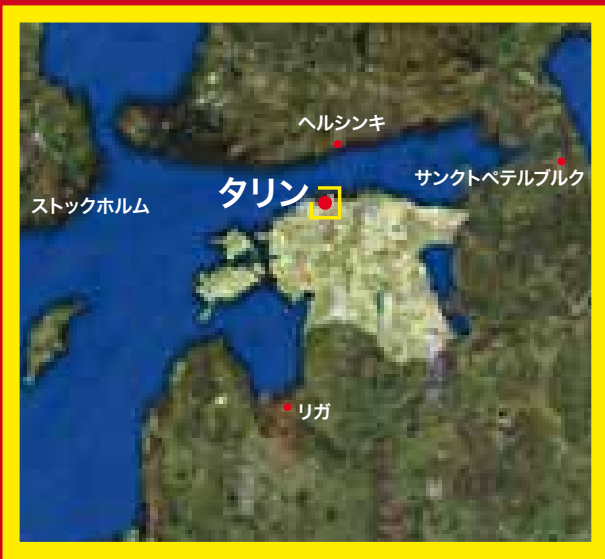 ヘルシンキ
サンクトペテルブルク
タリン
ストックホルム
リガ